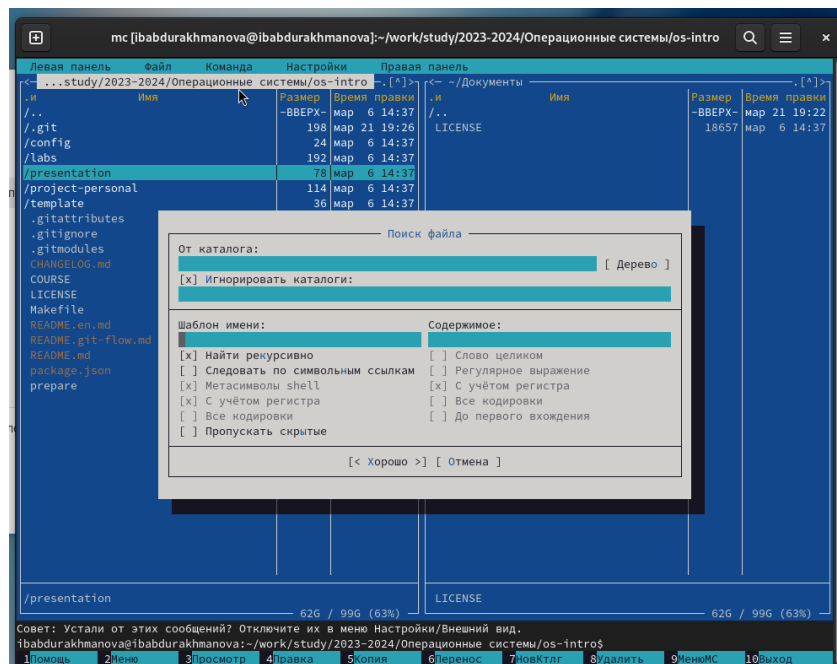 mc [ibabdurakhmanova@ibabdurakhmanova]:~/work/study/2023-2024/Операционные системы/os-intro
Левая панель Файл Команда Настройки Правая панель
<— ...study/2023-2024/Операционные системы/os-intro —.[^]>
<— ~/Документы —.[^]>
.и Имя Размер Время правки .и Имя Размер Время правки
/.. -ВВЕРХ- мар 6 14:37 /.. -ВВЕРХ- мар 21 19:22
/.git 198 мар 21 19:26 LICENSE 18657 мар 6 14:37
/config 24 мар 6 14:37
/labs 192 мар 6 14:37
/presentation 78 мар 6 14:37
/project-personal 114 мар 6 14:37
/template 36 мар 6 14:37
.gitattributes
.gitignore
.gitmodules
CHANGELOG.md
COURSE
LICENSE
Makefile
README.en.md
README.git-flow.md
README.md
package.json
prepare
Поиск файла
От каталога:
[ Дерево ]
[x] Игнорировать каталоги:
Шаблон имени: Содержимое:
[x] Найти рекурсивно [ ] Слово целиком
[ ] Следовать по символьным ссылкам [ ] Регулярное выражение
[x] Метасимволы shell [x] С учётом регистра
[x] С учётом регистра [ ] Все кодировки
[ ] Все кодировки [ ] До первого вхождения
[ ] Пропускать скрытые
[< Хорошо >] [ Отмена ]
/presentation LICENSE
62G / 99G (63%) 62G / 99G (63%)
Совет: Устали от этих сообщений? Отключите их в меню Настройки/Внешний вид.
ibabdurakhmanova@ibabdurakhmanova:~/work/study/2023-2024/Операционные системы/os-intro$
1Помощь 2Меню 3Просмотр 4Правка 5Копия 6Перенос 7НовКтлг 8Удалить 9МенюМС 10Выход